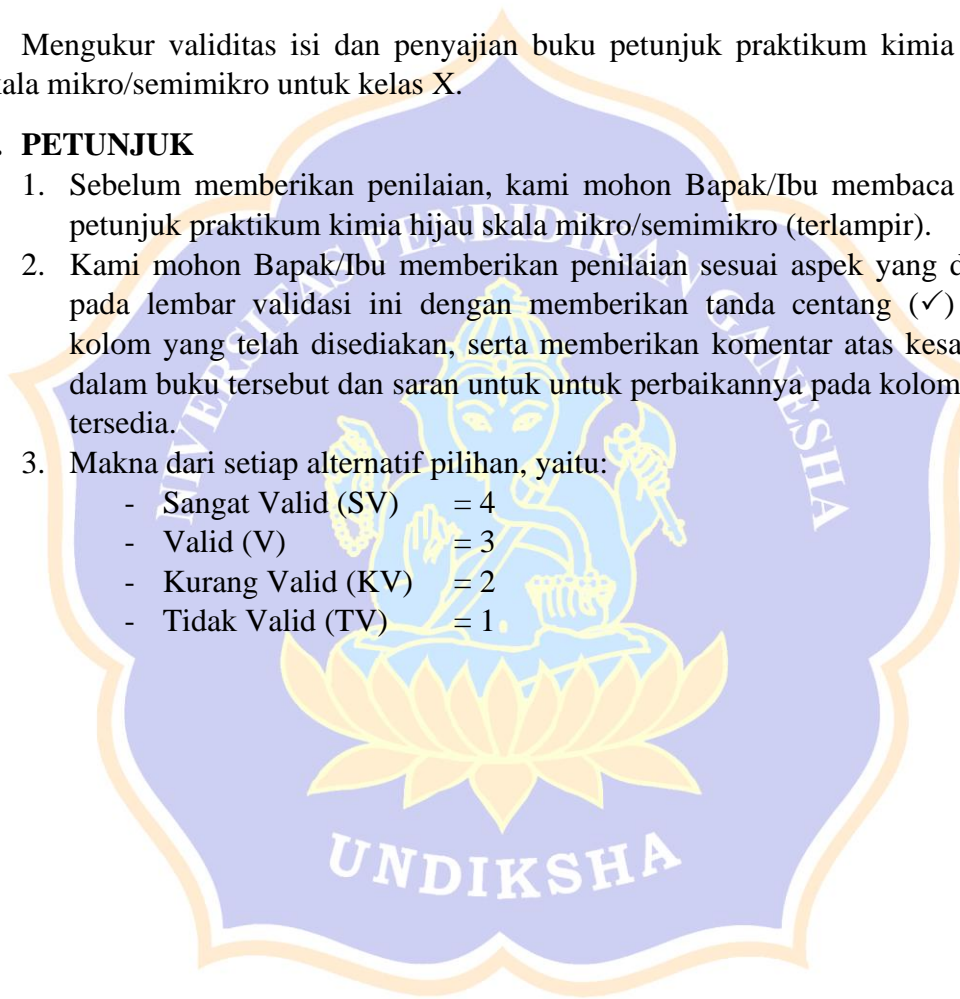 Mengukur validitas isi dan penyajian buku petunjuk praktikum kimia
kala mikro/semimikro untuk kelas X.
. PETUNJUK
1. Sebelum memberikan penilaian, kami mohon Bapak/Ibu membaca
petunjuk praktikum kimia hijau skala mikro/semimikro (terlampir).
2. Kami mohon Bapak/Ibu memberikan penilaian sesuai aspek yang d
pada lembar validasi ini dengan memberikan tanda centang (✓)
kolom yang telah disediakan, serta memberikan komentar atas kesa
dalam buku tersebut dan saran untuk untuk perbaikannya pada kolom
tersedia.
3. Makna dari setiap alternatif pilihan, yaitu:
- Sangat Valid (SV) = 4
- Valid (V) = 3
- Kurang Valid (KV) = 2
- Tidak Valid (TV) = 1
NIVERSITAS PENDIDIKAN GANESHA
UNDIKSHA